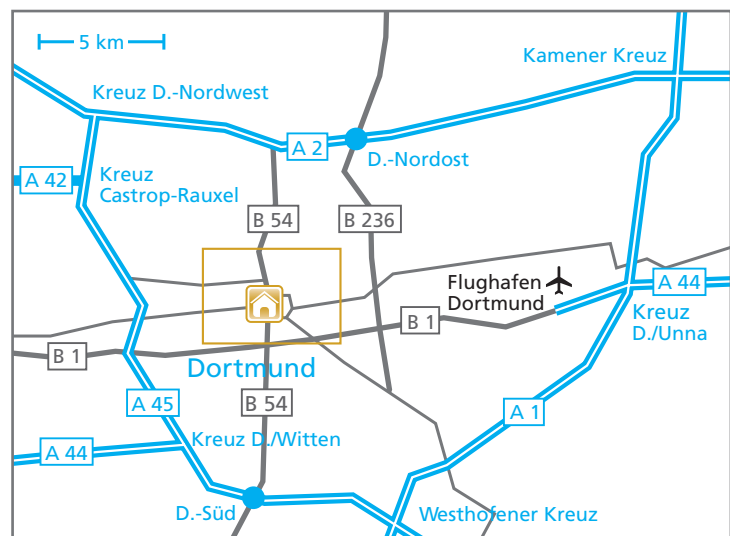 5 km
Kamener Kreuz
Kreuz D.-Nordwest
A 2
D.-Nordost
A 42
Kreuz
Castrop-Rauxel
B 54
B 236
Flughafen
Dortmund
A 44
Kreuz
D./Unna
B 1
B 1
Dortmund
A 45
B 54
A 1
Kreuz D./Witten
A 44
D.-Süd
Westhofener Kreuz